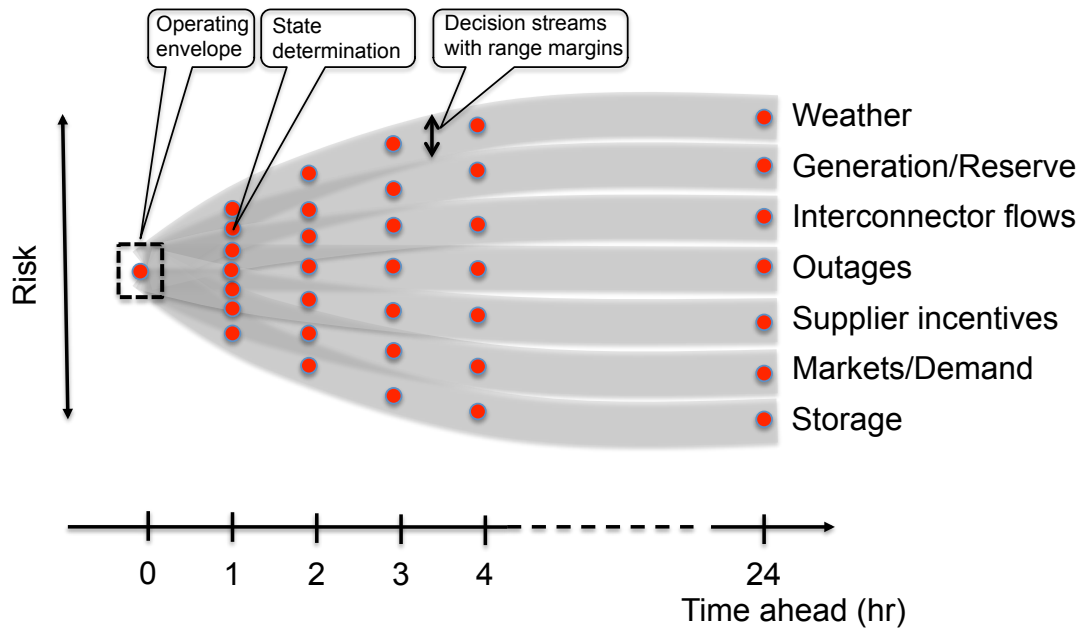 Operating
envelope
State
determination
Decision streams
with range margins
Risk
Weather
Generation/Reserve
Interconnector flows
Outages
Supplier incentives
Markets/Demand
Storage
0 1 2 3 4 24
Time ahead (hr)